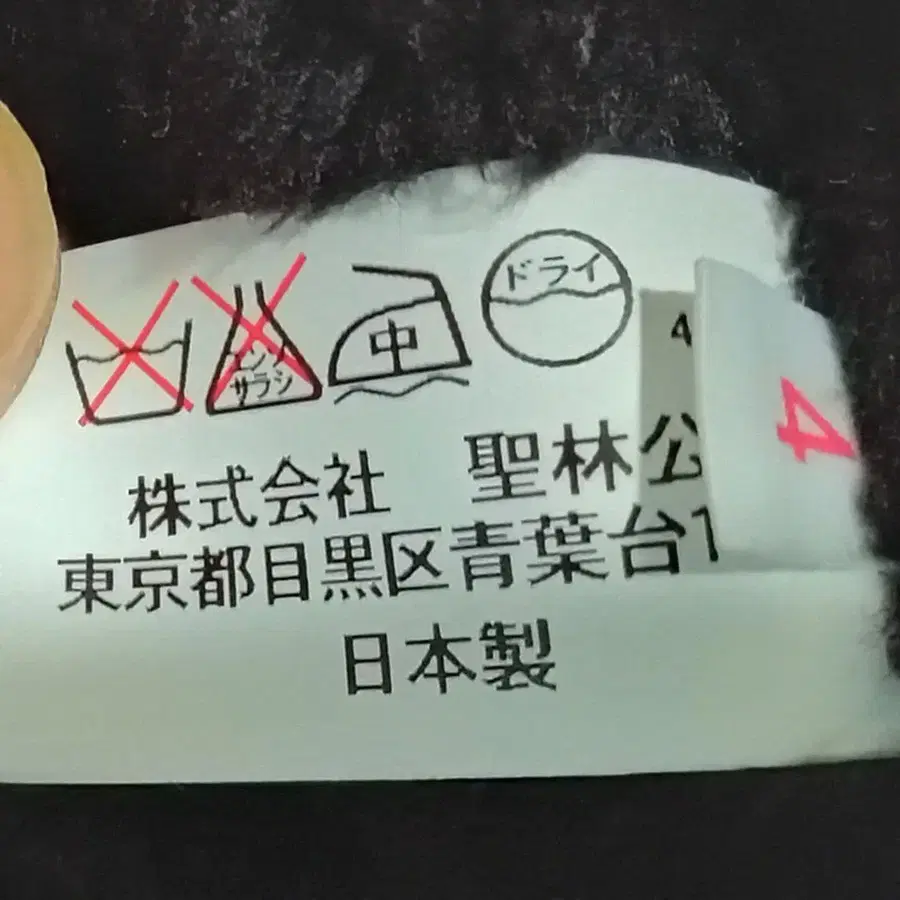 ドライ
エンソ
サラシ
中
4
4
株式会社 聖林公
東京都目黒区青葉台1
日本製